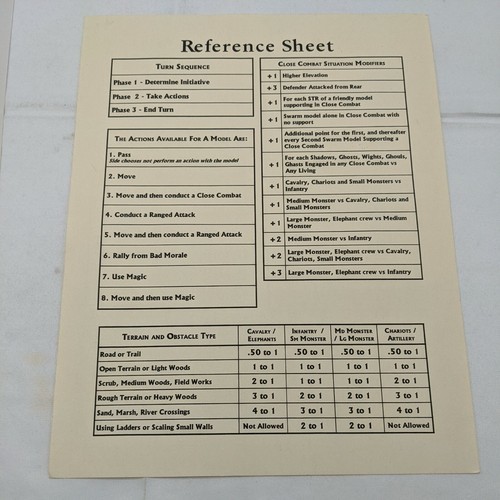 Reference Sheet
TURN SEQUENCE
Phase 1 - Determine Initiative
Phase 2 - Take Actions
Phase 3 - End Turn
THE ACTIONS AVAILABLE FOR A MODEL ARE:
1. Pass
Side chooses not perform an action with the model
2. Move
3. Move and then conduct a Close Combat
4. Conduct a Ranged Attack
5. Move and then conduct a Ranged Attack
6. Rally from Bad Morale
7. Use Magic
8. Move and then use Magic
CLOSE COMBAT SITUATION MODIFIERS
+1 Higher Elevation
+3 Defender Attacked from Rear
+1 For each STR of a friendly model
supporting in Close Combat
+1 Swarm model alone in Close Combat with
no support
+1 Additional point for the first, and thereafter
every Second Swarm Model Supporting a
Close Combat
+1 For each Shadows, Ghosts, Wights, Ghouls,
Ghasts Engaged in any Close Combat vs
Any Living
+1 Cavalry, Chariots and Small Monsters vs
Infantry
+1 Medium Monster vs Cavalry, Chariots and
Small Monsters
+1 Large Monster, Elephant crew vs Medium
Monster
+2 Medium Monster vs Infantry
+2 Large Monster, Elephant crew vs Cavalry,
Chariots, Small Monsters
+3 Large Monster, Elephant crew vs Infantry
TERRAIN AND OBSTACLE TYPE CAVALRY / ELEPHANTS INFANTRY / SM MONSTER MD MONSTER / LG MONSTER CHARIOTS / ARTILLERY
Road or Trail .50 to 1 .50 to 1 .50 to 1 .50 to 1
Open Terrain or Light Woods 1 to 1 1 to 1 1 to 1 1 to 1
Scrub, Medium Woods, Field Works 2 to 1 1 to 1 1 to 1 2 to 1
Rough Terrain or Heavy Woods 3 to 1 2 to 1 2 to 1 3 to 1
Sand, Marsh, River Crossings 4 to 1 3 to 1 3 to 1 4 to 1
Using Ladders or Scaling Small Walls Not Allowed 2 to 1 2 to 1 Not Allowed